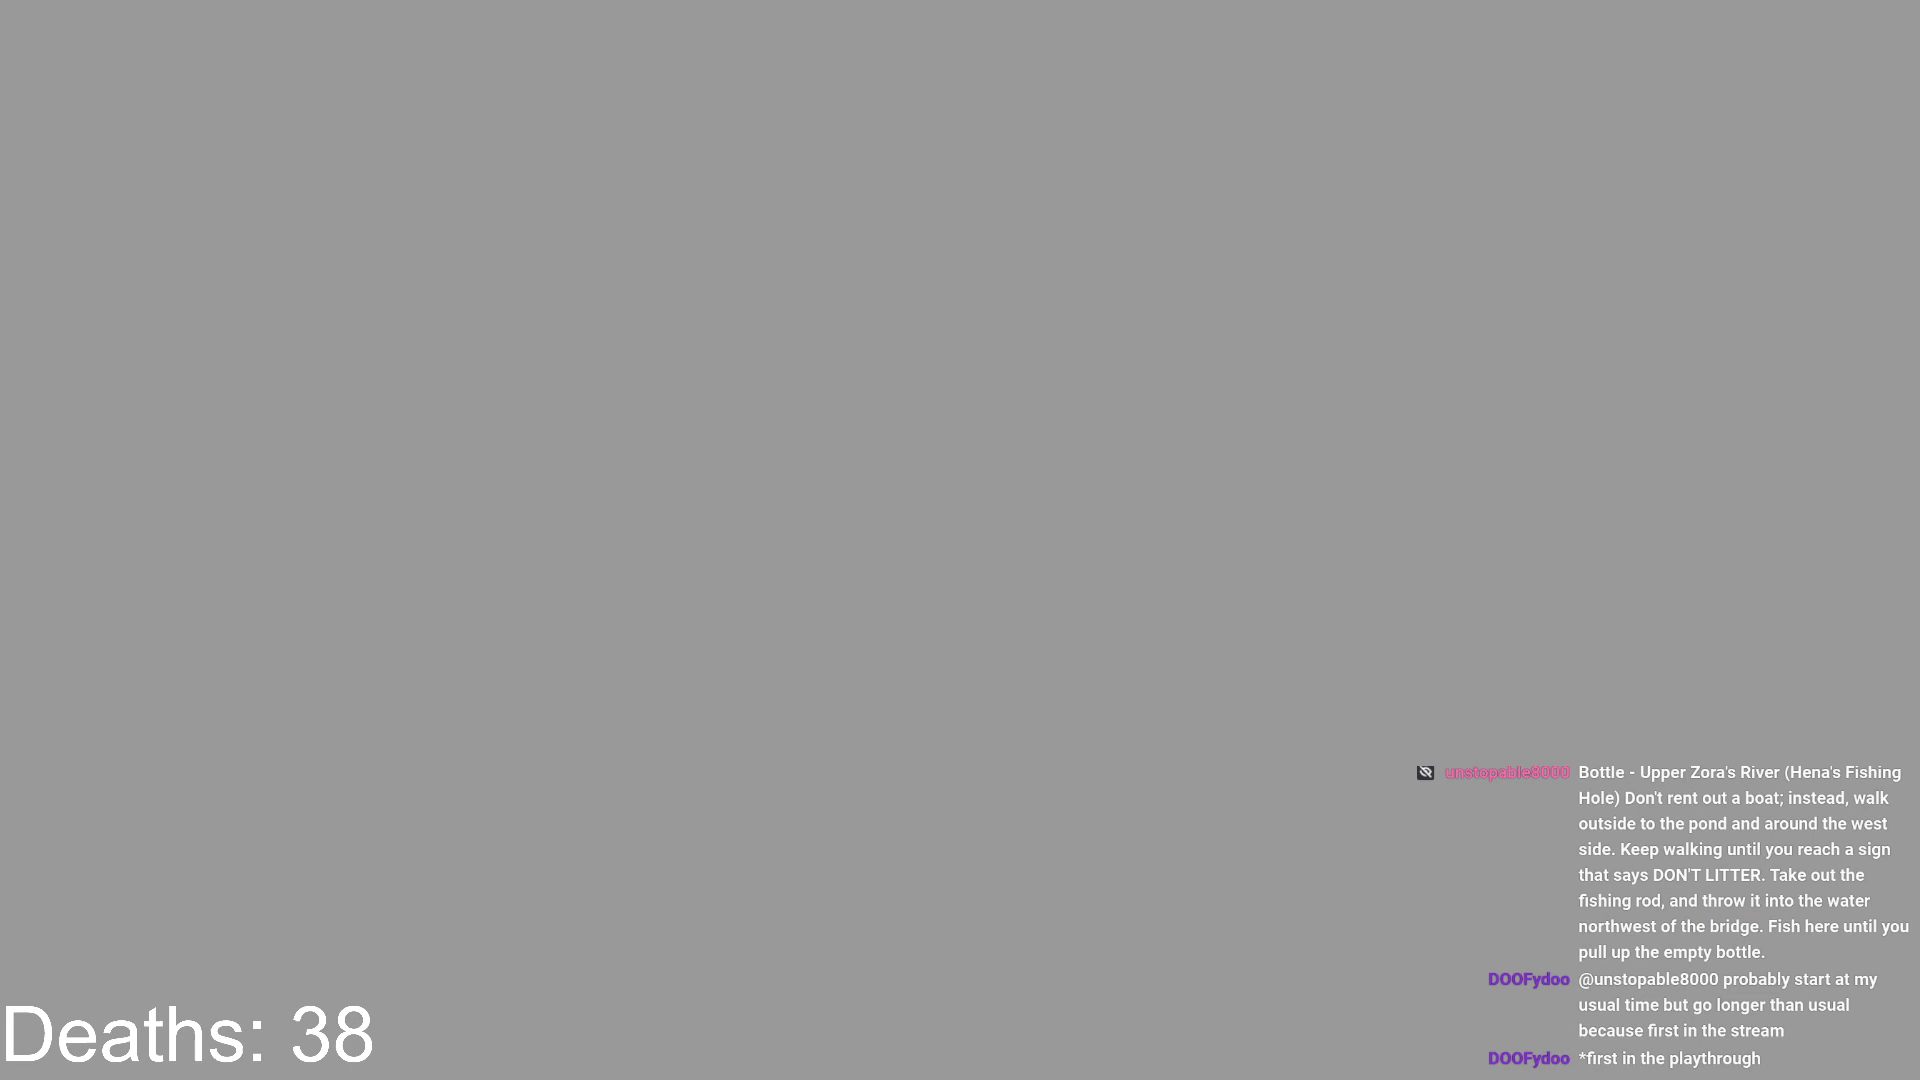 unstopable8000 Bottle - Upper Zora's River (Hena's Fishing
Hole) Don't rent out a boat; instead, walk
outside to the pond and around the west
side. Keep walking until you reach a sign
that says DON'T LITTER. Take out the
fishing rod, and throw it into the water
northwest of the bridge. Fish here until you
pull up the empty bottle.
DOOFydoo @unstopable8000 probably start at my
usual time but go longer than usual
because first in the stream
DOOFydoo *first in the playthrough
Deaths: 38